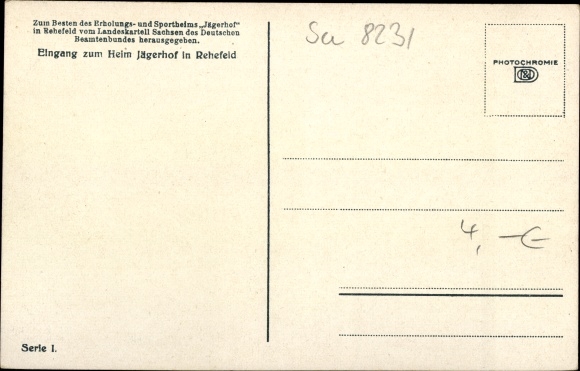 Zum Besten des Erholungs- und Sportheims „Jägerhof“
in Rehefeld vom Landeskartell Sachsen des Deutschen
Beamtenbundes herausgegeben.
Eingang zum Heim Jägerhof in Rehefeld
Su 8231
PHOTOCHROMIE
4,-€
Serie I.